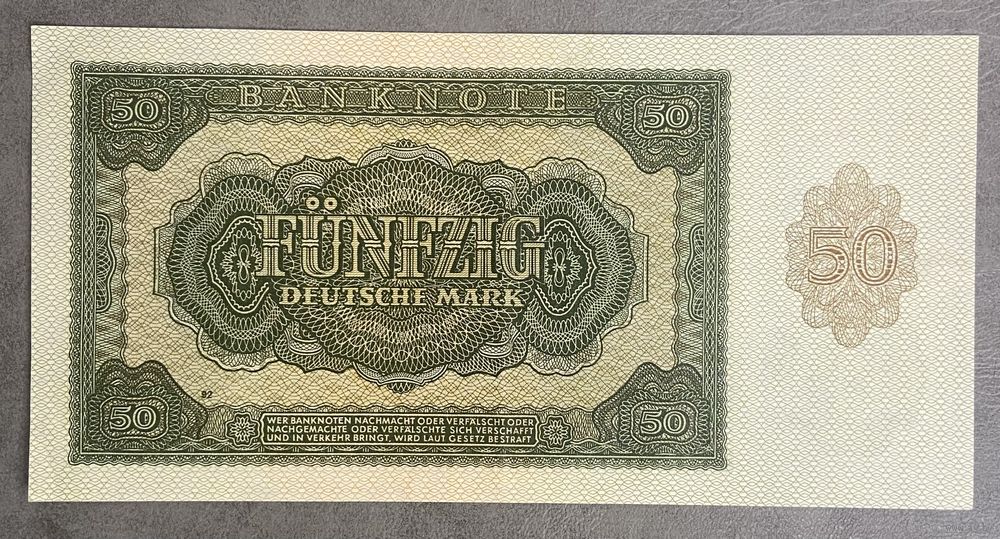 BANKNOTE
50
50
FÜNFZIG
DEUTSCHE MARK
50
92
50
50
WER BANKNOTEN NACHMACHT ODER VERFÄLSCHT ODER
NACHGEMACHTE ODER VERFÄLSCHTE SICH VERSCHAFFT
UND IN VERKEHR BRINGT, WIRD LAUT GESETZ BESTRAFT